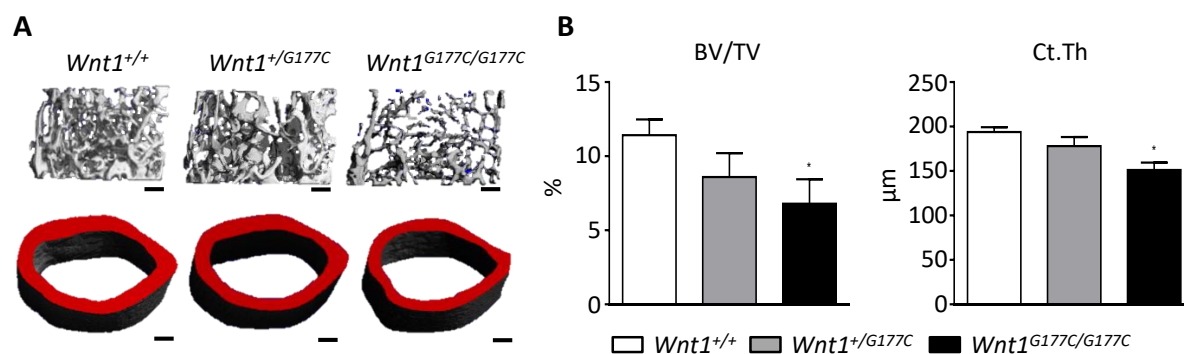 A
Wnt1+/+ Wnt1+/G177C Wnt1G177C/G177C
B
BV/TV
15
10
5
0
%
*
Ct.Th
250
200
150
100
50
0
µm
*
Wnt1+/+ Wnt1+/G177C Wnt1G177C/G177C